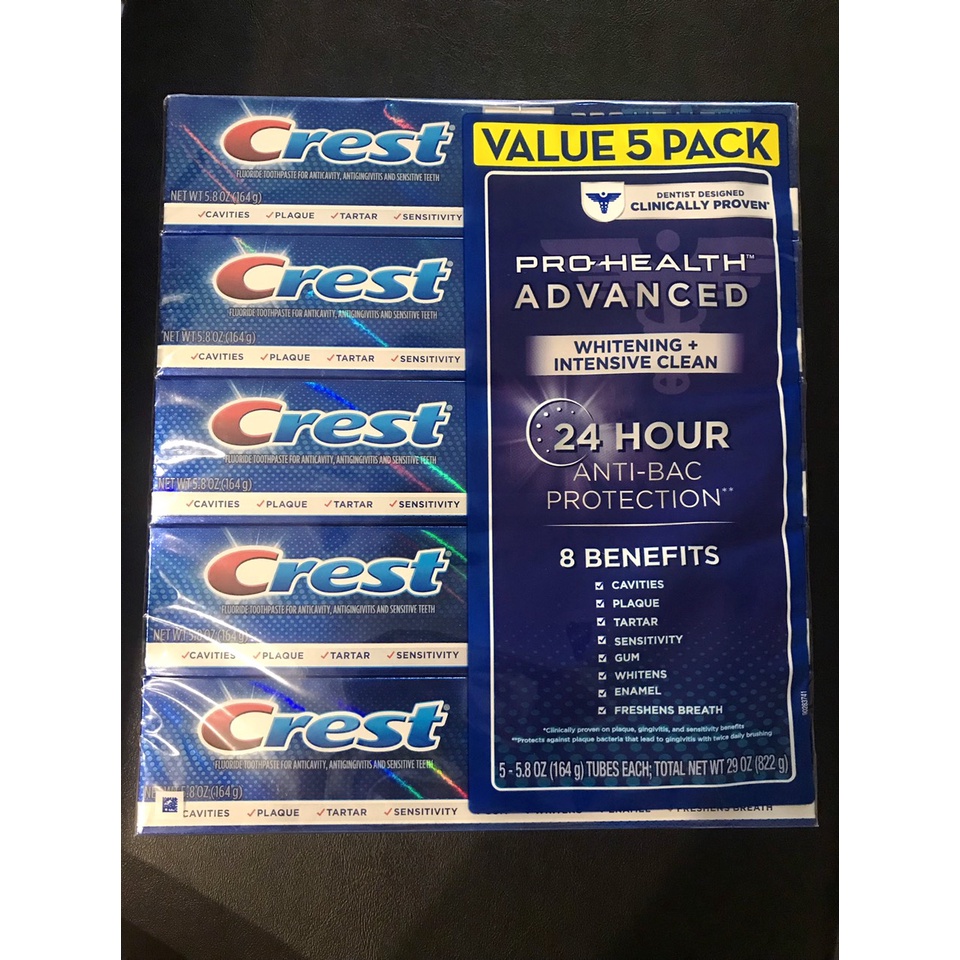 Crest
FLUORIDE TOOTHPASTE FOR ANTICAVITY, ANTIGINGIVITIS AND SENSITIVE TEETH
NET WT 5.8 OZ (164 g)
✓CAVITIES ✓PLAQUE ✓TARTAR ✓SENSITIVITY
Crest
FLUORIDE TOOTHPASTE FOR ANTICAVITY, ANTIGINGIVITIS AND SENSITIVE TEETH
NET WT 5.8 OZ (164 g)
✓CAVITIES ✓PLAQUE ✓TARTAR ✓SENSITIVITY
Crest
FLUORIDE TOOTHPASTE FOR ANTICAVITY, ANTIGINGIVITIS AND SENSITIVE TEETH
NET WT 5.8 OZ (164 g)
✓CAVITIES ✓PLAQUE ✓TARTAR ✓SENSITIVITY
Crest
FLUORIDE TOOTHPASTE FOR ANTICAVITY, ANTIGINGIVITIS AND SENSITIVE TEETH
NET WT 5.8 OZ (164 g)
✓CAVITIES ✓PLAQUE ✓TARTAR ✓SENSITIVITY
Crest
FLUORIDE TOOTHPASTE FOR ANTICAVITY, ANTIGINGIVITIS AND SENSITIVE TEETH
5.8 OZ (164 g)
CAVITIES ✓PLAQUE ✓TARTAR ✓SENSITIVITY
VALUE 5 PACK
DENTIST DESIGNED
CLINICALLY PROVEN*
PRO-HEALTH™
ADVANCED
WHITENING +
INTENSIVE CLEAN
24 HOUR
ANTI-BAC
PROTECTION**
8 BENEFITS
CAVITIES
PLAQUE
TARTAR
SENSITIVITY
GUM
WHITENS
ENAMEL
FRESHENS BREATH
*Clinically proven on plaque, gingivitis, and sensitivity benefits
**Protects against plaque bacteria that lead to gingivitis with twice daily brushing
5 - 5.8 OZ (164 g) TUBES EACH; TOTAL NET WT 29 OZ (822 g)
FRESHENS BREATH
10283741